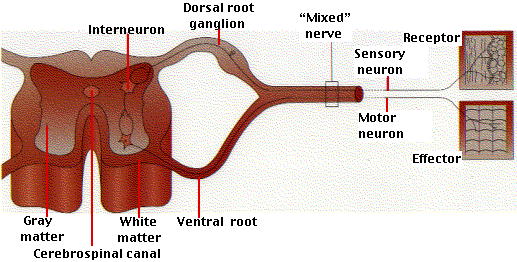 Dorsal root
ganglion
Interneuron
“Mixed”
nerve
Receptor
Sensory
neuron
Motor
neuron
Effector
Gray
matter
White
matter
Ventral root
Cerebrospinal canal